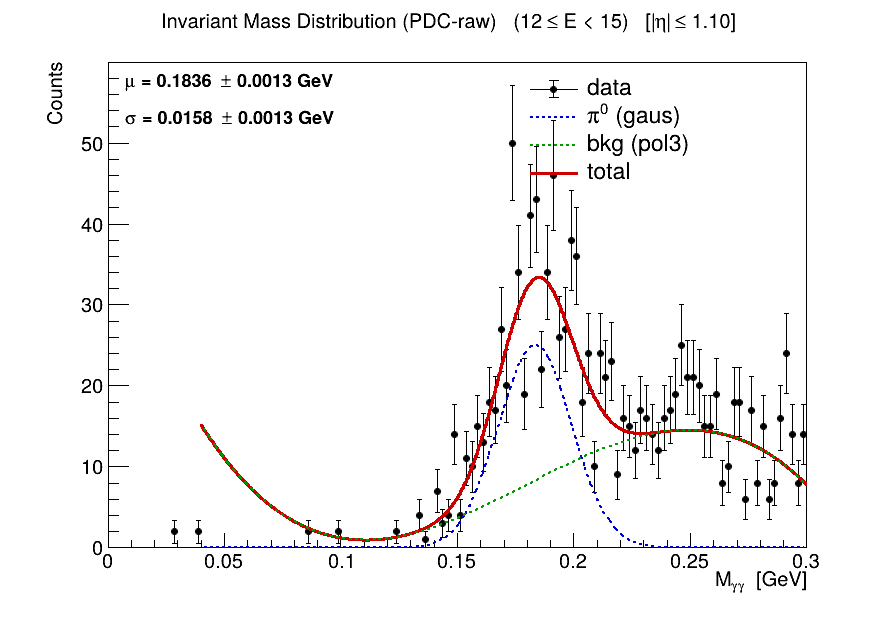 Invariant Mass Distribution (PDC-raw) (12 ≤ E < 15) [|η| ≤ 1.10]
μ = 0.1836 ± 0.0013 GeV
σ = 0.0158 ± 0.0013 GeV
data
π⁰ (gaus)
bkg (pol3)
total
Counts
50
40
30
20
10
0
0 0.05 0.1 0.15 0.2 0.25 0.3
Mγγ [GeV]